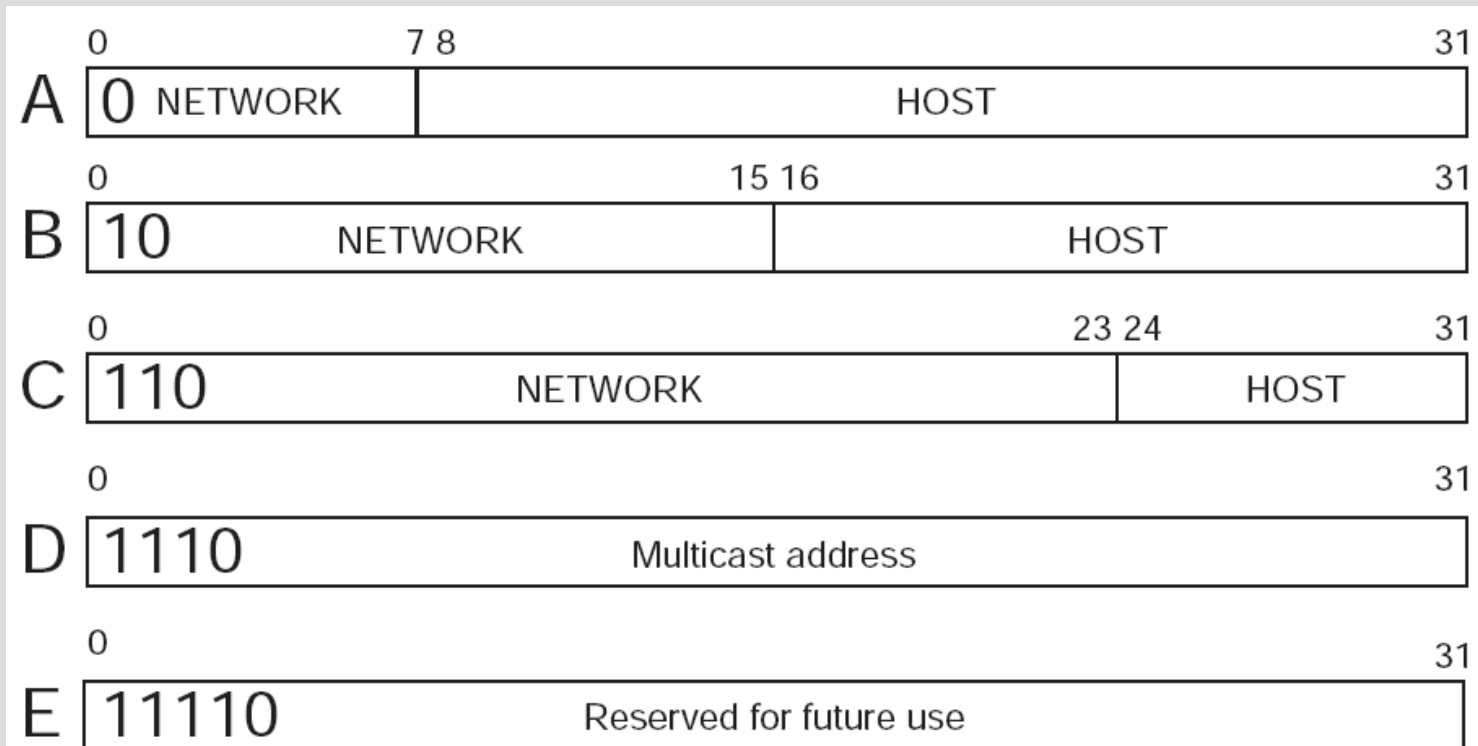 0 7 8 31
A 0 NETWORK HOST
0 15 16 31
B 10 NETWORK HOST
0 23 24 31
C 110 NETWORK HOST
0 31
D 1110 Multicast address
0 31
E 11110 Reserved for future use